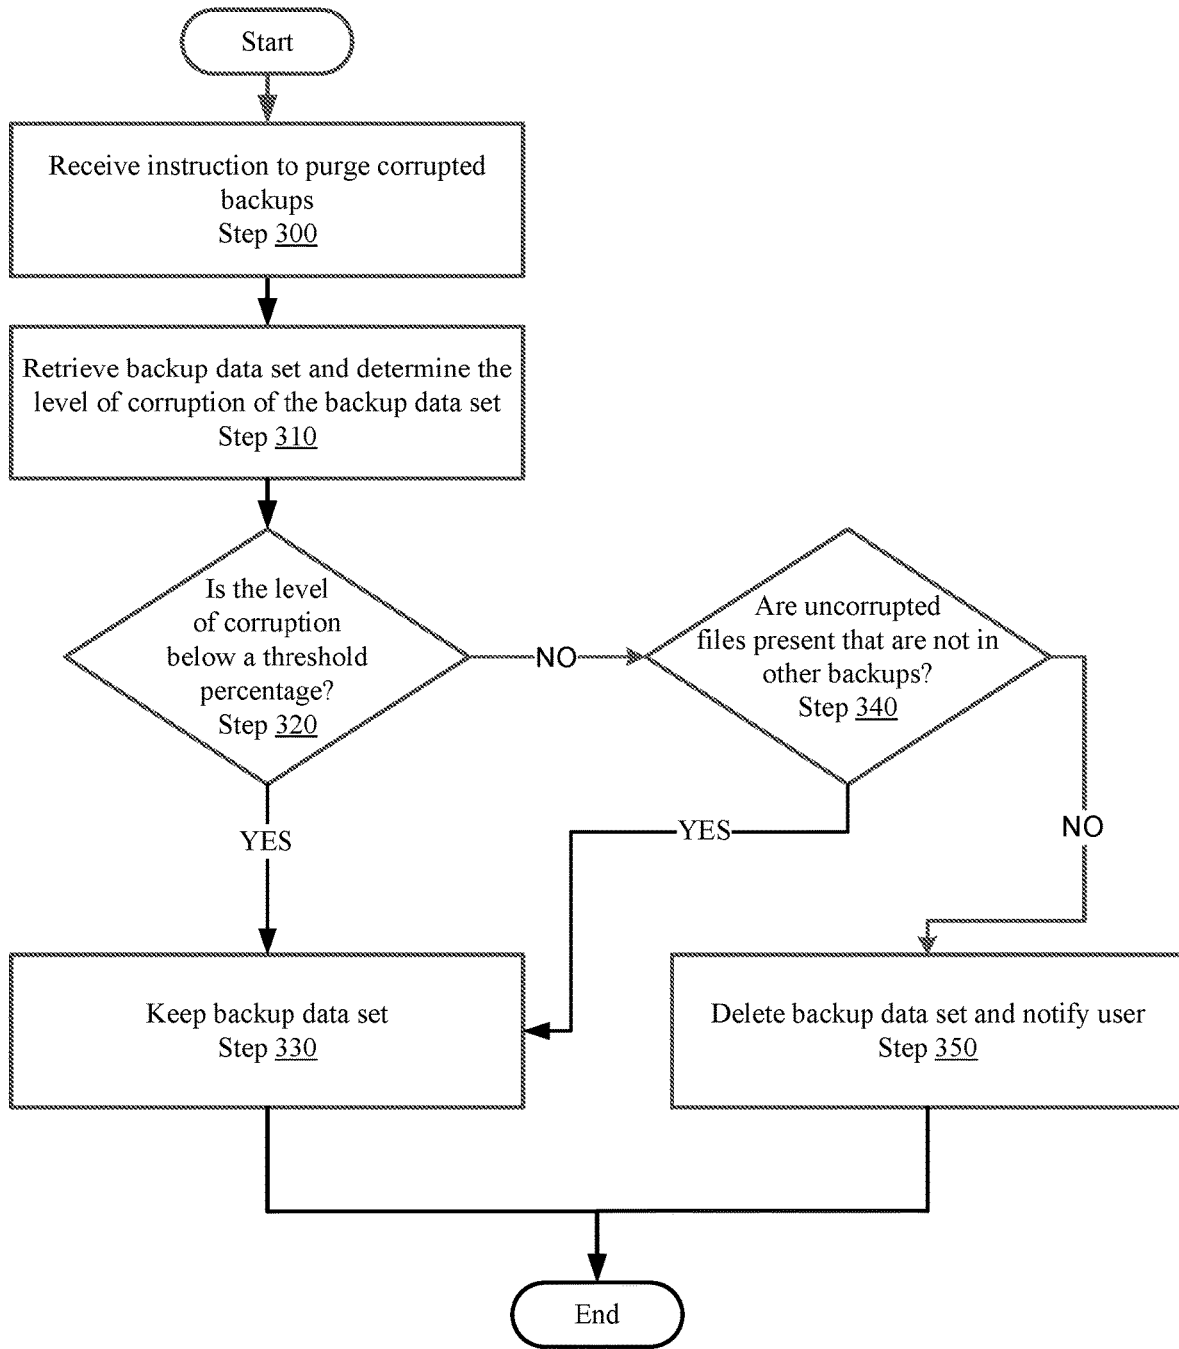 Start
Receive instruction to purge corrupted
backups
Step 300
Retrieve backup data set and determine the
level of corruption of the backup data set
Step 310
Is the level
of corruption
below a threshold
percentage?
Step 320
NO
Are uncorrupted
files present that are not in
other backups?
Step 340
YES
YES
NO
Keep backup data set
Step 330
Delete backup data set and notify user
Step 350
End